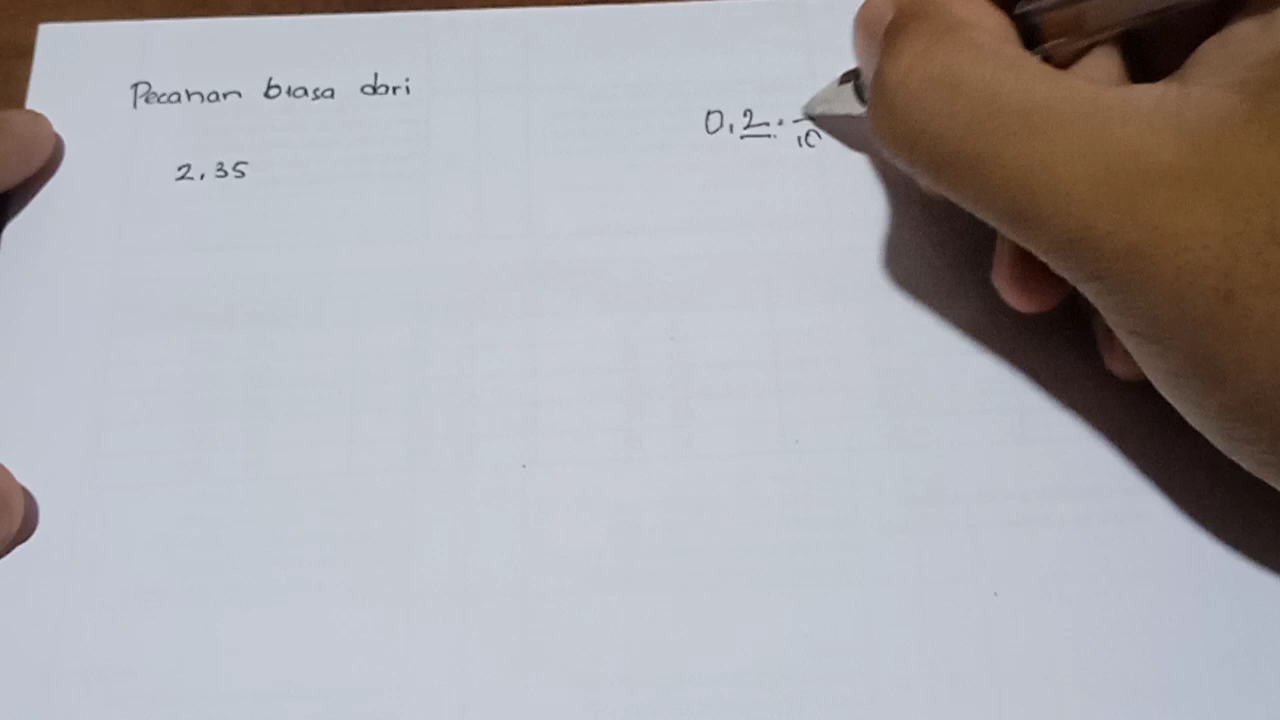 Pecahan biasa dari
2,35
0,2 = — 10